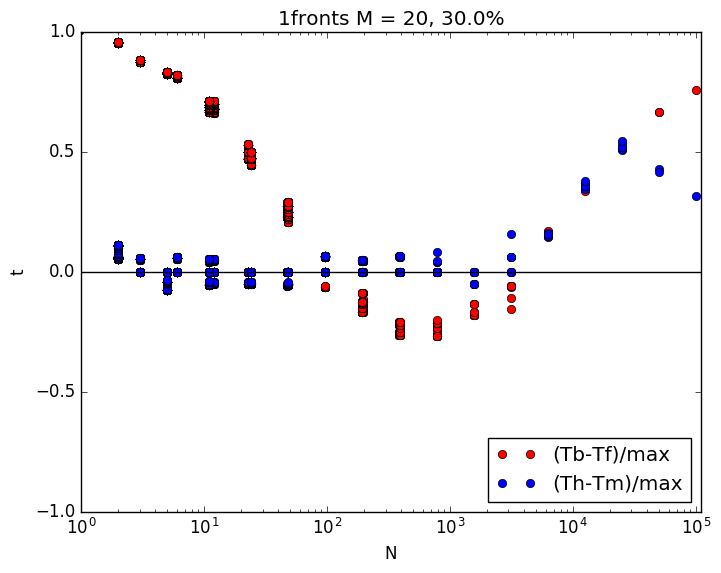 1fronts M = 20, 30.0%
1.0
0.5
0.0
−0.5
−1.0
t
10^0 10^1 10^2 10^3 10^4 10^5
N
(Tb-Tf)/max
(Th-Tm)/max